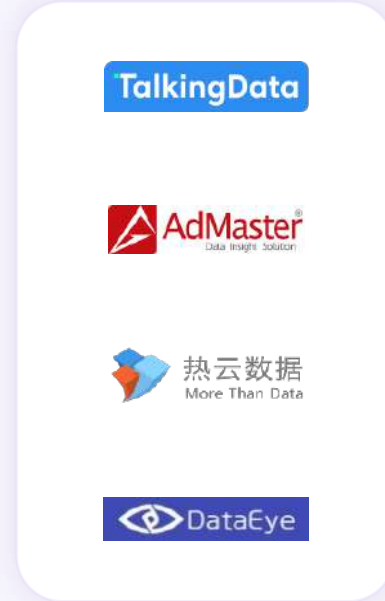 TalkingData
AdMaster®
Data Insight Solution
热云数据
More Than Data
DataEye